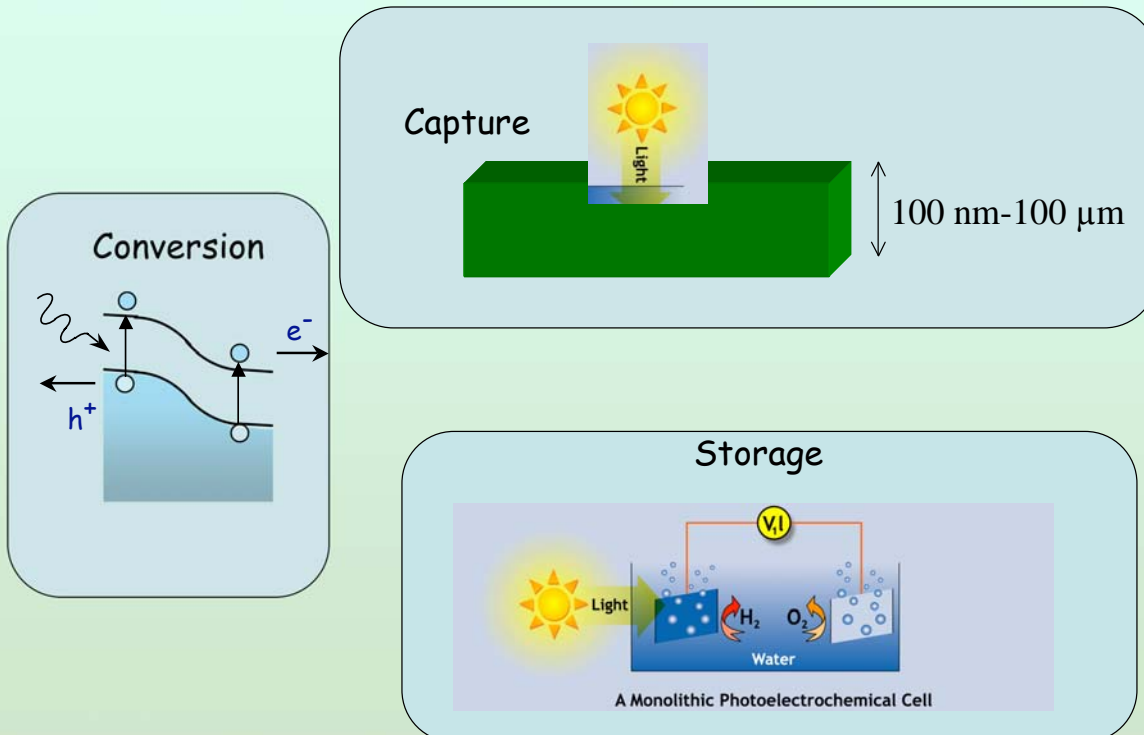 Capture
Light
100 nm-100 µm
Conversion
e-
h+
Storage
V,I
Light
H2
O2
Water
A Monolithic Photoelectrochemical Cell